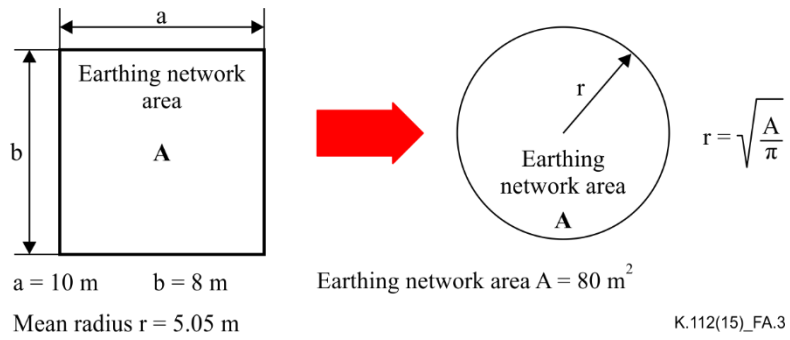 a
Earthing network
area
b
A
r
Earthing
network area
A
r = √(A/π)
a = 10 m b = 8 m
Earthing network area A = 80 m²
Mean radius r = 5.05 m
K.112(15)_FA.3